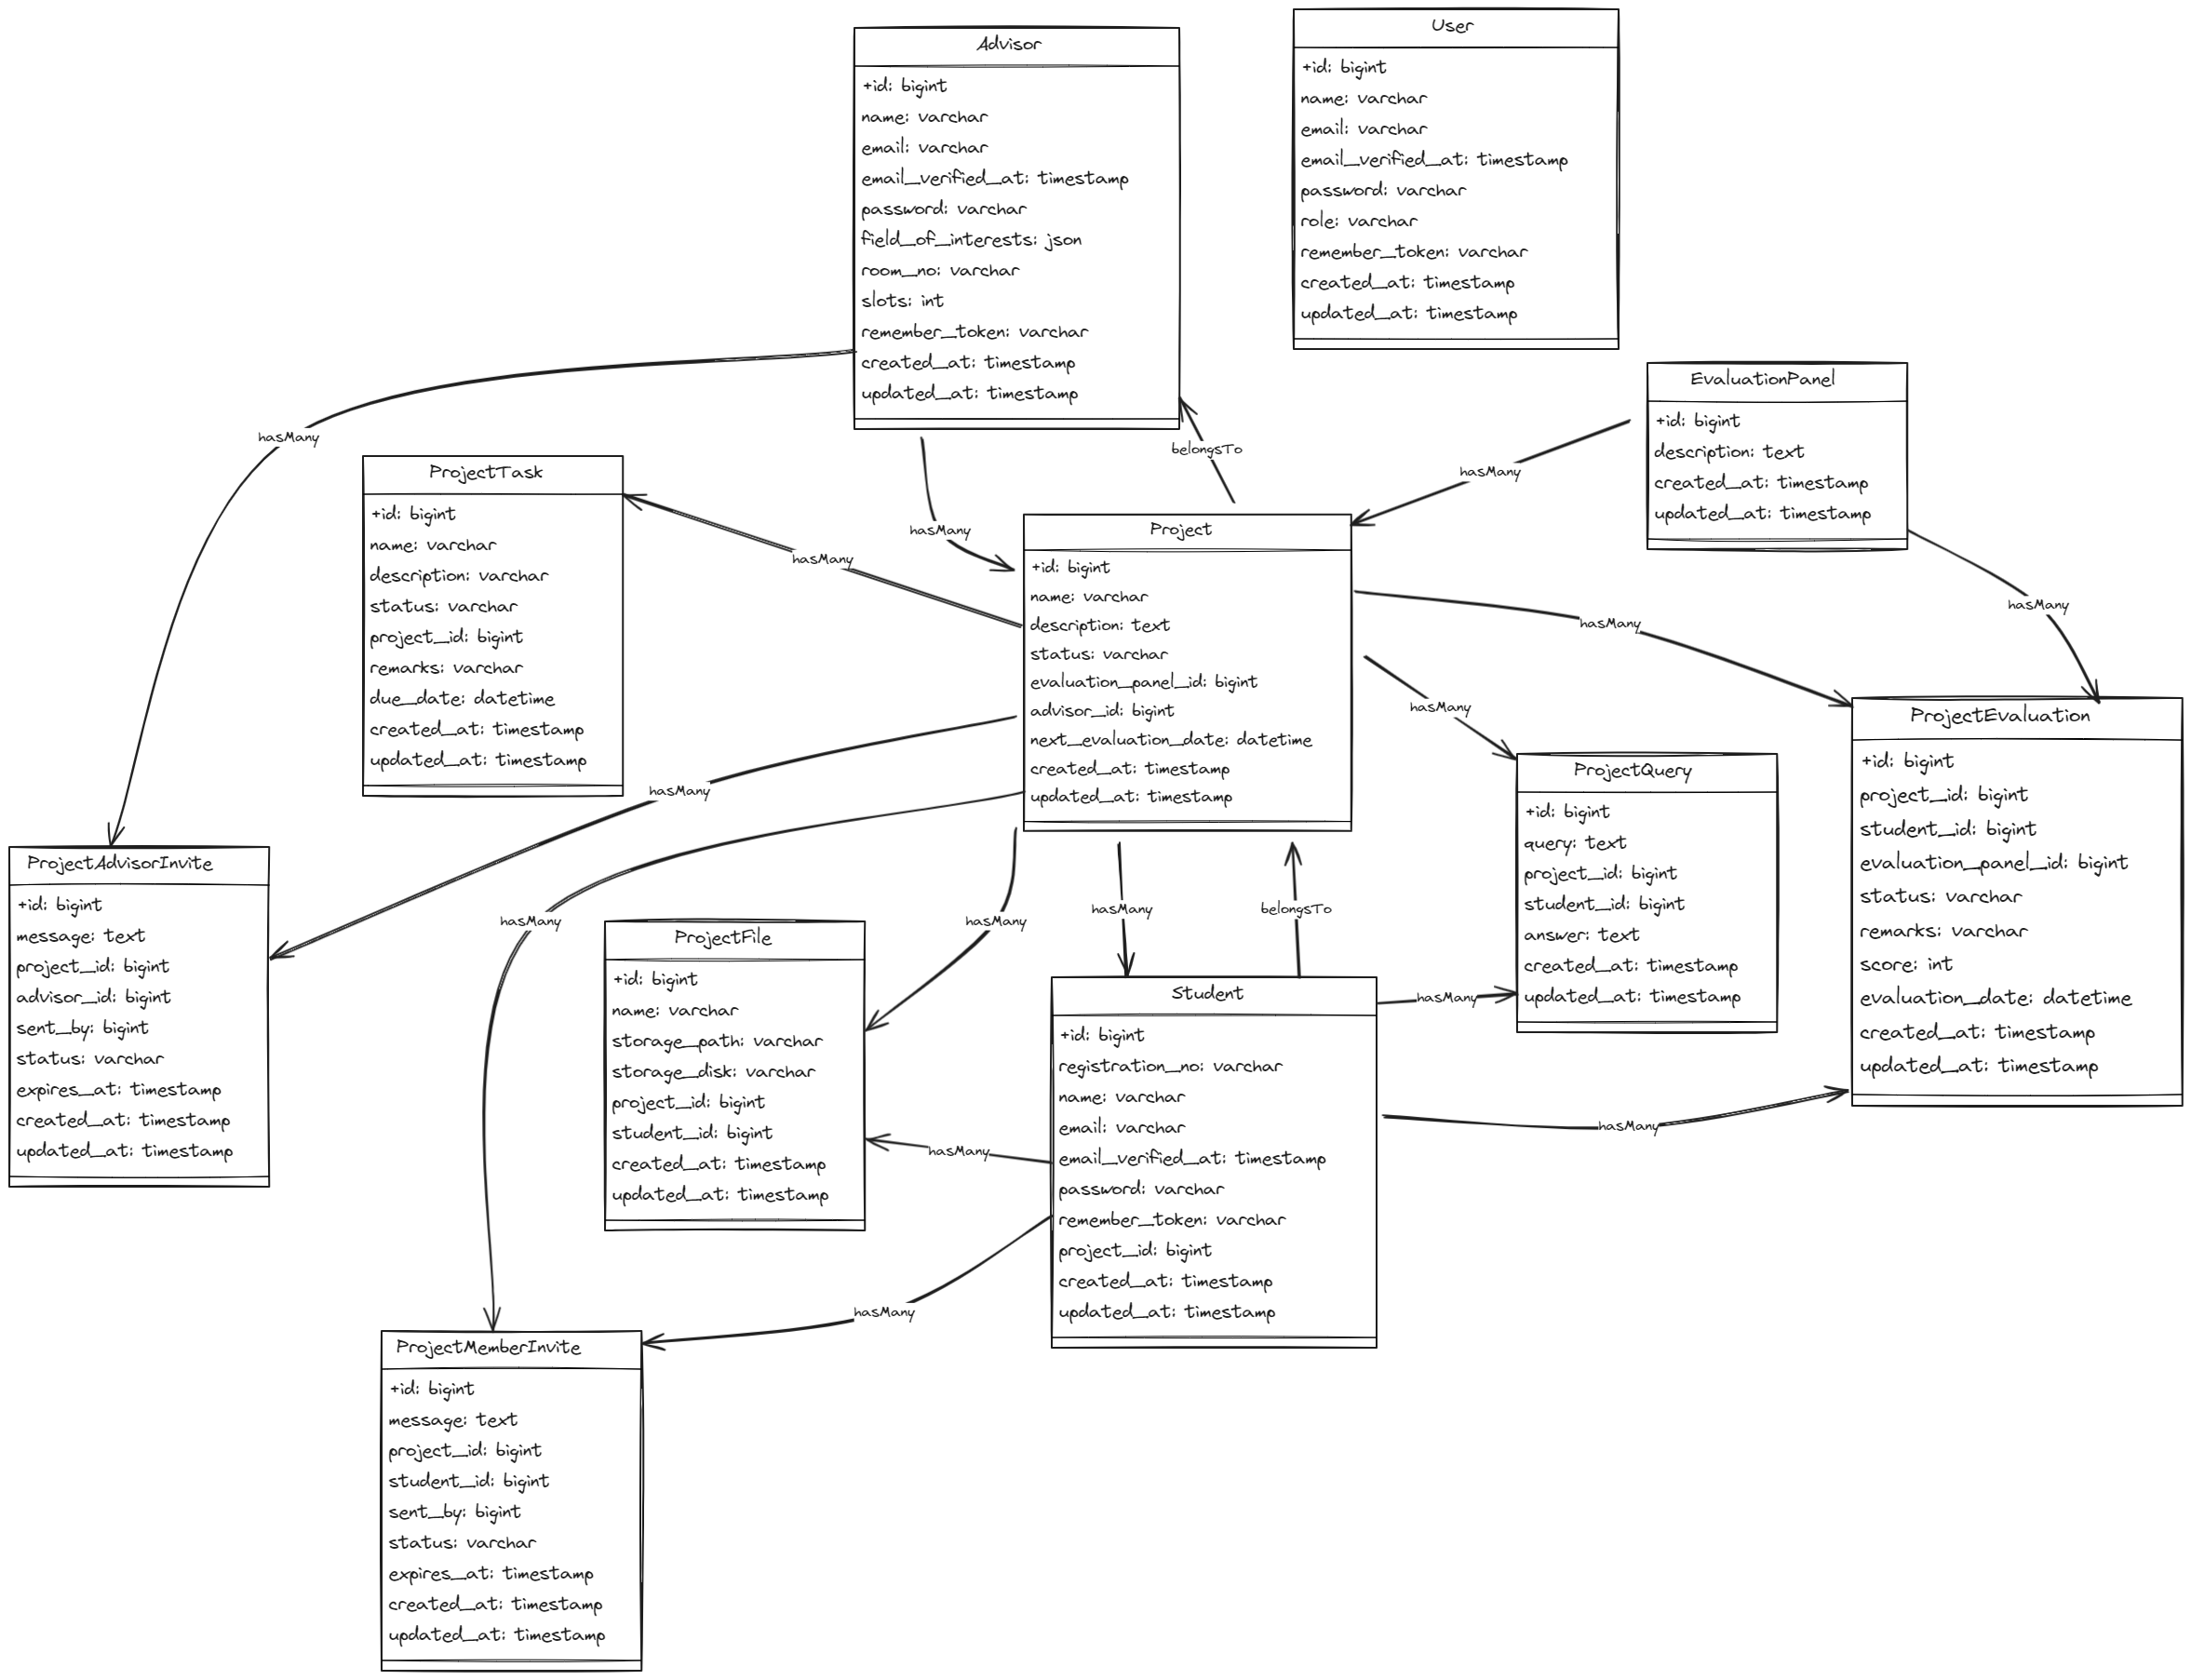 Advisor
+id: bigint
name: varchar
email: varchar
email_verified_at: timestamp
password: varchar
field_of_interests: json
room_no: varchar
slots: int
remember_token: varchar
created_at: timestamp
updated_at: timestamp
User
+id: bigint
name: varchar
email: varchar
email_verified_at: timestamp
password: varchar
role: varchar
remember_token: varchar
created_at: timestamp
updated_at: timestamp
EvaluationPanel
+id: bigint
description: text
created_at: timestamp
updated_at: timestamp
hasMany
belongsTo
hasMany
hasMany
hasMany
hasMany
hasMany
ProjectTask
+id: bigint
name: varchar
description: varchar
status: varchar
project_id: bigint
remarks: varchar
due_date: datetime
created_at: timestamp
updated_at: timestamp
Project
+id: bigint
name: varchar
description: text
status: varchar
evaluation_panel_id: bigint
advisor_id: bigint
next_evaluation_date: datetime
created_at: timestamp
updated_at: timestamp
hasMany
hasMany
hasMany
hasMany
hasMany
belongsTo
ProjectQuery
+id: bigint
query: text
project_id: bigint
student_id: bigint
answer: text
created_at: timestamp
updated_at: timestamp
ProjectEvaluation
+id: bigint
project_id: bigint
student_id: bigint
evaluation_panel_id: bigint
status: varchar
remarks: varchar
score: int
evaluation_date: datetime
created_at: timestamp
updated_at: timestamp
ProjectAdvisorInvite
+id: bigint
message: text
project_id: bigint
advisor_id: bigint
sent_by: bigint
status: varchar
expires_at: timestamp
created_at: timestamp
updated_at: timestamp
ProjectFile
+id: bigint
name: varchar
storage_path: varchar
storage_disk: varchar
project_id: bigint
student_id: bigint
created_at: timestamp
updated_at: timestamp
Student
+id: bigint
registration_no: varchar
name: varchar
email: varchar
email_verified_at: timestamp
password: varchar
remember_token: varchar
project_id: bigint
created_at: timestamp
updated_at: timestamp
hasMany
hasMany
hasMany
hasMany
ProjectMemberInvite
+id: bigint
message: text
project_id: bigint
student_id: bigint
sent_by: bigint
status: varchar
expires_at: timestamp
created_at: timestamp
updated_at: timestamp